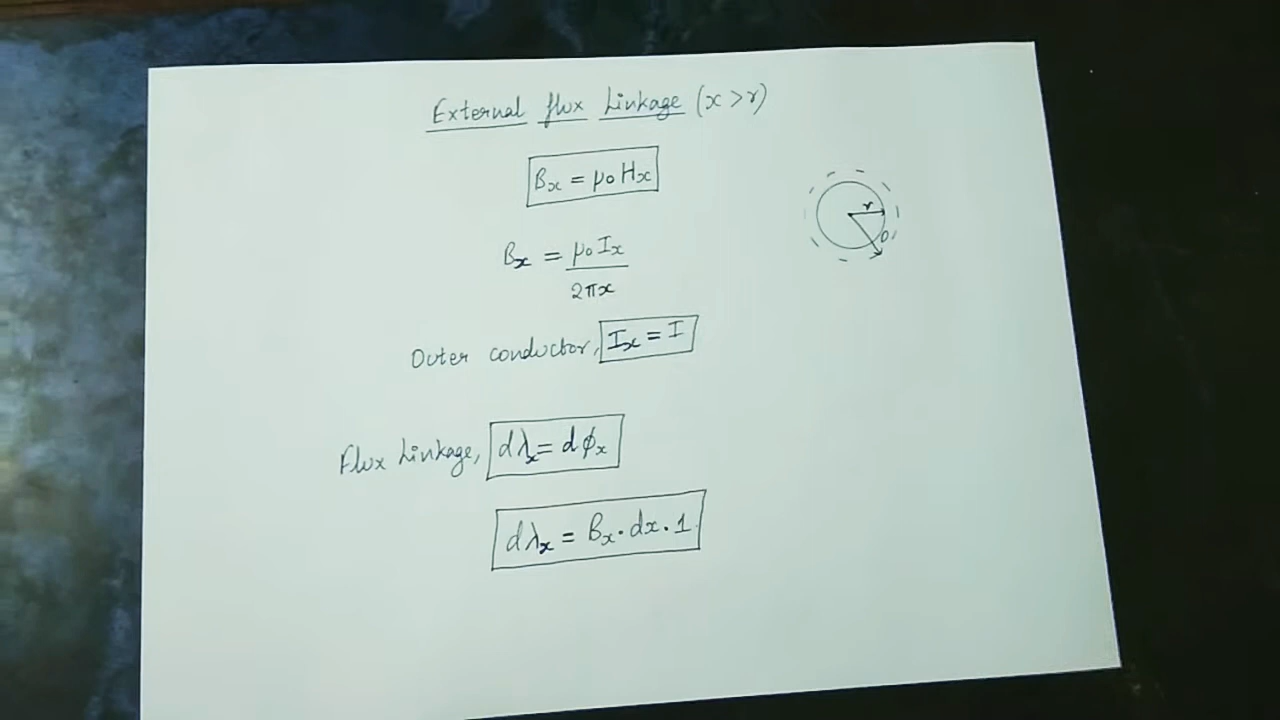 External flux Linkage (x > r)
Bx = μ0 Hx
Bx = μ0 Ix / 2πx
Outer conductor, Ix = I
Flux Linkage, dλx = dϕx
dλx = Bx · dx · 1
r
D